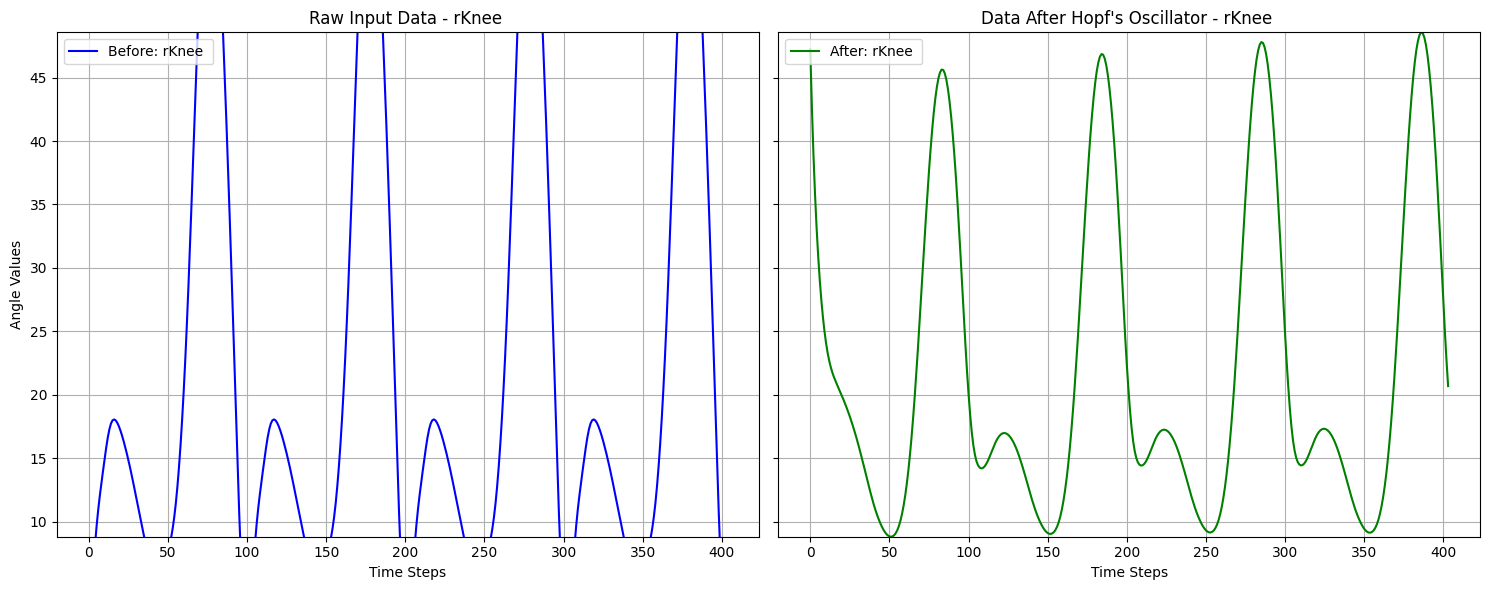 Raw Input Data - rKnee
Before: rKnee
Angle Values
45
40
35
30
25
20
15
10
0 50 100 150 200 250 300 350 400
Time Steps
Data After Hopf's Oscillator - rKnee
After: rKnee
0 50 100 150 200 250 300 350 400
Time Steps